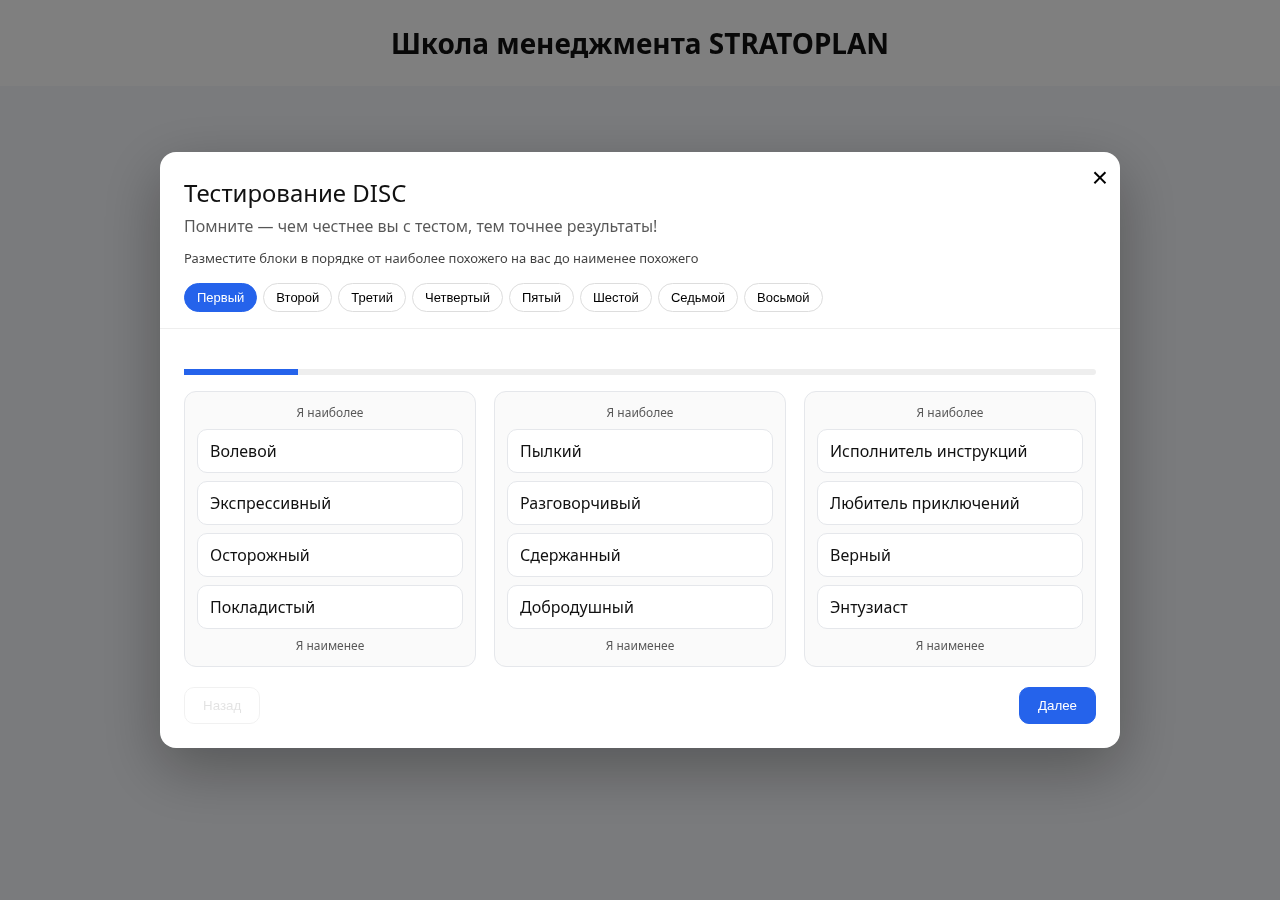 Школа менеджмента STRATOPLAN
✕
Тестирование DISC
Помните — чем честнее вы с тестом, тем точнее результаты!
Разместите блоки в порядке от наиболее похожего на вас до наименее похожего
Первый Второй Третий Четвертый Пятый Шестой Седьмой Восьмой
Я наиболее
Волевой
Экспрессивный
Осторожный
Покладистый
Я наименее
Я наиболее
Пылкий
Разговорчивый
Сдержанный
Добродушный
Я наименее
Я наиболее
Исполнитель инструкций
Любитель приключений
Верный
Энтузиаст
Я наименее
Назад
Далее